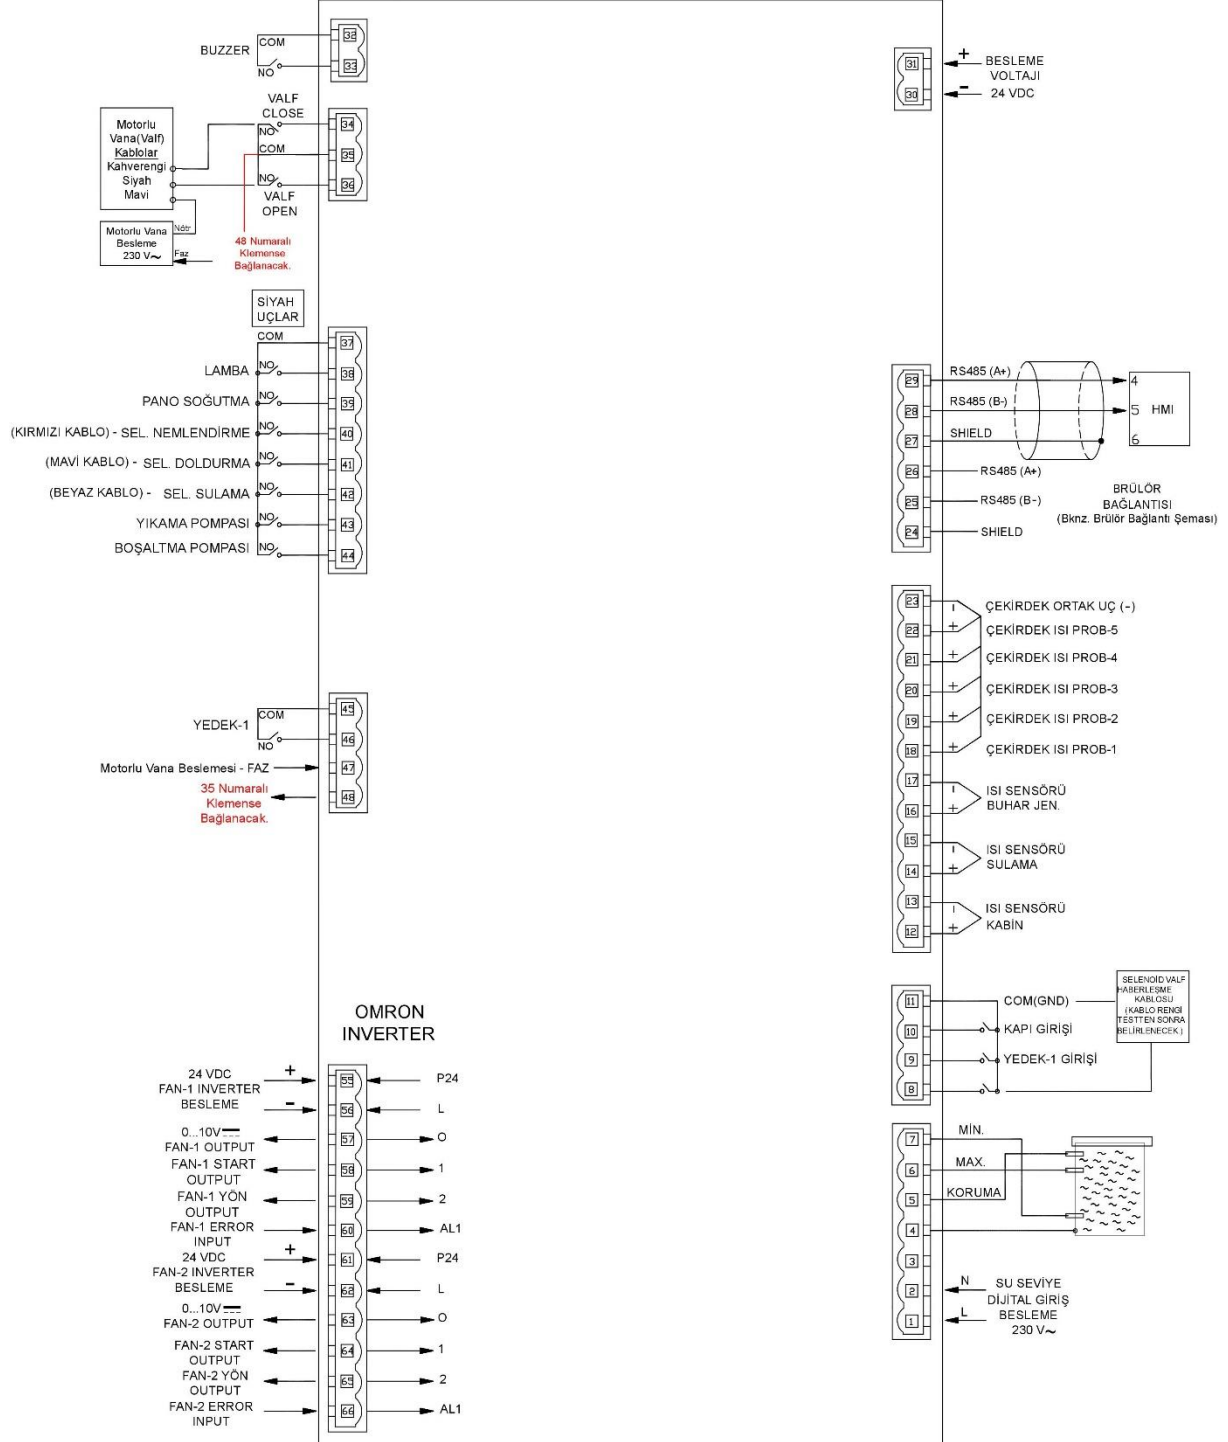 BUZZER
COM
NO
32
33
VALF
CLOSE
NO
COM
NO
VALF
OPEN
34
35
36
Motorlu
Vana(Valf)
Kablolar
Kahverengi
Siyah
Mavi
Motorlu Vana
Besleme
230 V~
Nötr
Faz
48 Numaralı
Klemense
Bağlanacak.
SİYAH
UÇLAR
COM
37
LAMBA NO 38
PANO SOĞUTMA NO 39
(KIRMIZI KABLO) - SEL. NEMLENDİRME NO 40
(MAVİ KABLO) - SEL. DOLDURMA NO 41
(BEYAZ KABLO) - SEL. SULAMA NO 42
YIKAMA POMPASI NO 43
BOŞALTMA POMPASI NO 44
YEDEK-1
COM
NO
45
46
Motorlu Vana Beslemesi - FAZ 47
35 Numaralı
Klemense
Bağlanacak.
48
OMRON
INVERTER
24 VDC
FAN-1 INVERTER
BESLEME
+
-
55 P24
56 L
0...10V
FAN-1 OUTPUT
57 O
FAN-1 START
OUTPUT
58 1
FAN-1 YÖN
OUTPUT
59 2
FAN-1 ERROR
INPUT
60 AL1
24 VDC
FAN-2 INVERTER
BESLEME
+
-
61 P24
62 L
0...10V
FAN-2 OUTPUT
63 O
FAN-2 START
OUTPUT
64 1
FAN-2 YÖN
OUTPUT
65 2
FAN-2 ERROR
INPUT
66 AL1
31 +
30 -
BESLEME
VOLTAJI
24 VDC
29 RS485 (A+) 4
28 RS485 (B-) 5 HMI
27 SHIELD 6
26 RS485 (A+)
25 RS485 (B-)
24 SHIELD
BRÜLÖR
BAĞLANTISI
(Bknz. Brülör Bağlantı Şeması)
23 - ÇEKİRDEK ORTAK UÇ (-)
22 + ÇEKİRDEK ISI PROB-5
21 + ÇEKİRDEK ISI PROB-4
20 + ÇEKİRDEK ISI PROB-3
19 + ÇEKİRDEK ISI PROB-2
18 + ÇEKİRDEK ISI PROB-1
17 -
16 +
ISI SENSÖRÜ
BUHAR JEN.
15 -
14 +
ISI SENSÖRÜ
SULAMA
13 -
12 +
ISI SENSÖRÜ
KABİN
11 COM(GND)
10 KAPI GİRİŞİ
9 YEDEK-1 GİRİŞİ
8
SELENOİD VALF
HABERLEŞME
KABLOSU
(KABLO RENGİ
TESTTEN SONRA
BELİRLENECEK )
7 MİN.
6 MAX.
5 KORUMA
4
3
2 N
1 L
SU SEVİYE
DİJİTAL GİRİŞ
BESLEME
230 V~